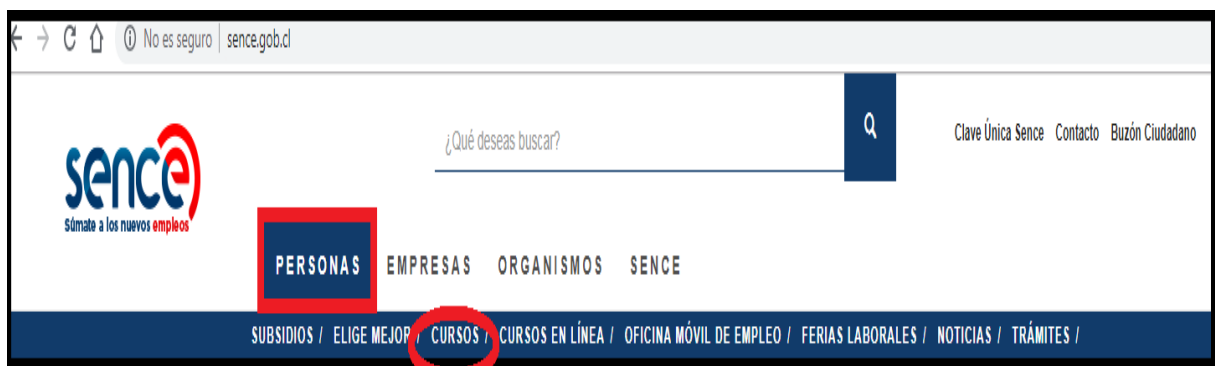 No es seguro | sence.gob.cl
¿Qué deseas buscar?
Clave Única Sence Contacto Buzón Ciudadano
sence
Súmate a los nuevos empleos
PERSONAS EMPRESAS ORGANISMOS SENCE
SUBSIDIOS / ELIGE MEJOR / CURSOS / CURSOS EN LÍNEA / OFICINA MÓVIL DE EMPLEO / FERIAS LABORALES / NOTICIAS / TRÁMITES /